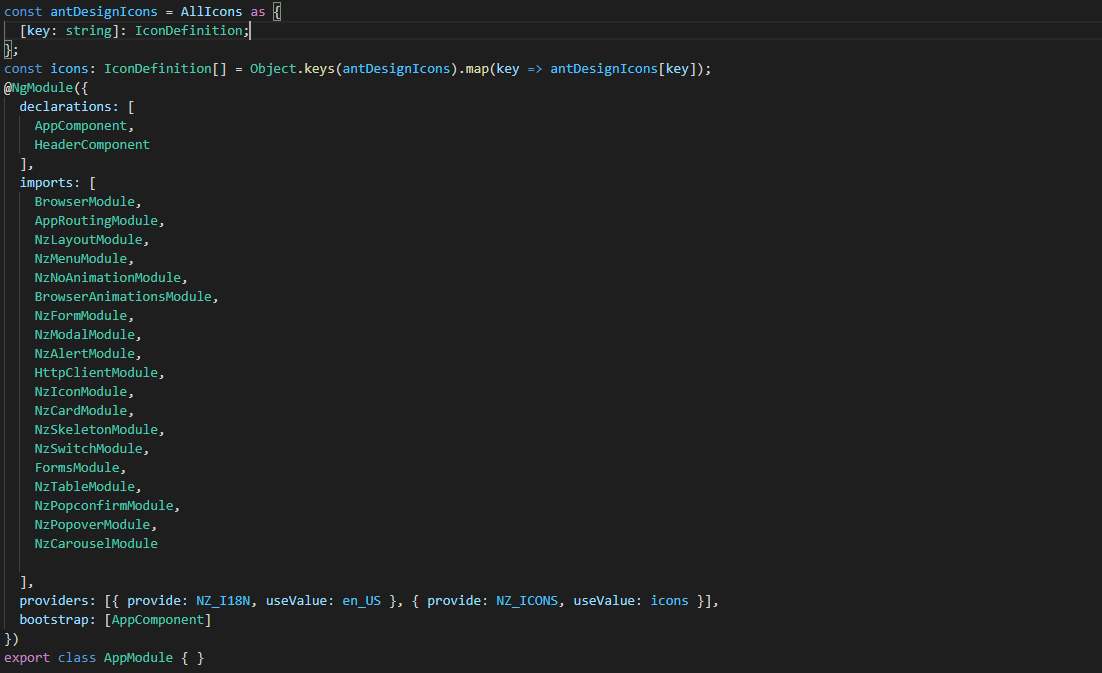 const antDesignIcons = AllIcons as {
  [key: string]: IconDefinition;
};
const icons: IconDefinition[] = Object.keys(antDesignIcons).map(key => antDesignIcons[key]);
@NgModule({
  declarations: [
    AppComponent,
    HeaderComponent
  ],
  imports: [
    BrowserModule,
    AppRoutingModule,
    NzLayoutModule,
    NzMenuModule,
    NzNoAnimationModule,
    BrowserAnimationsModule,
    NzFormModule,
    NzModalModule,
    NzAlertModule,
    HttpClientModule,
    NzIconModule,
    NzCardModule,
    NzSkeletonModule,
    NzSwitchModule,
    FormsModule,
    NzTableModule,
    NzPopconfirmModule,
    NzPopoverModule,
    NzCarouselModule
  ],
  providers: [{ provide: NZ_I18N, useValue: en_US }, { provide: NZ_ICONS, useValue: icons }],
  bootstrap: [AppComponent]
})
export class AppModule { }